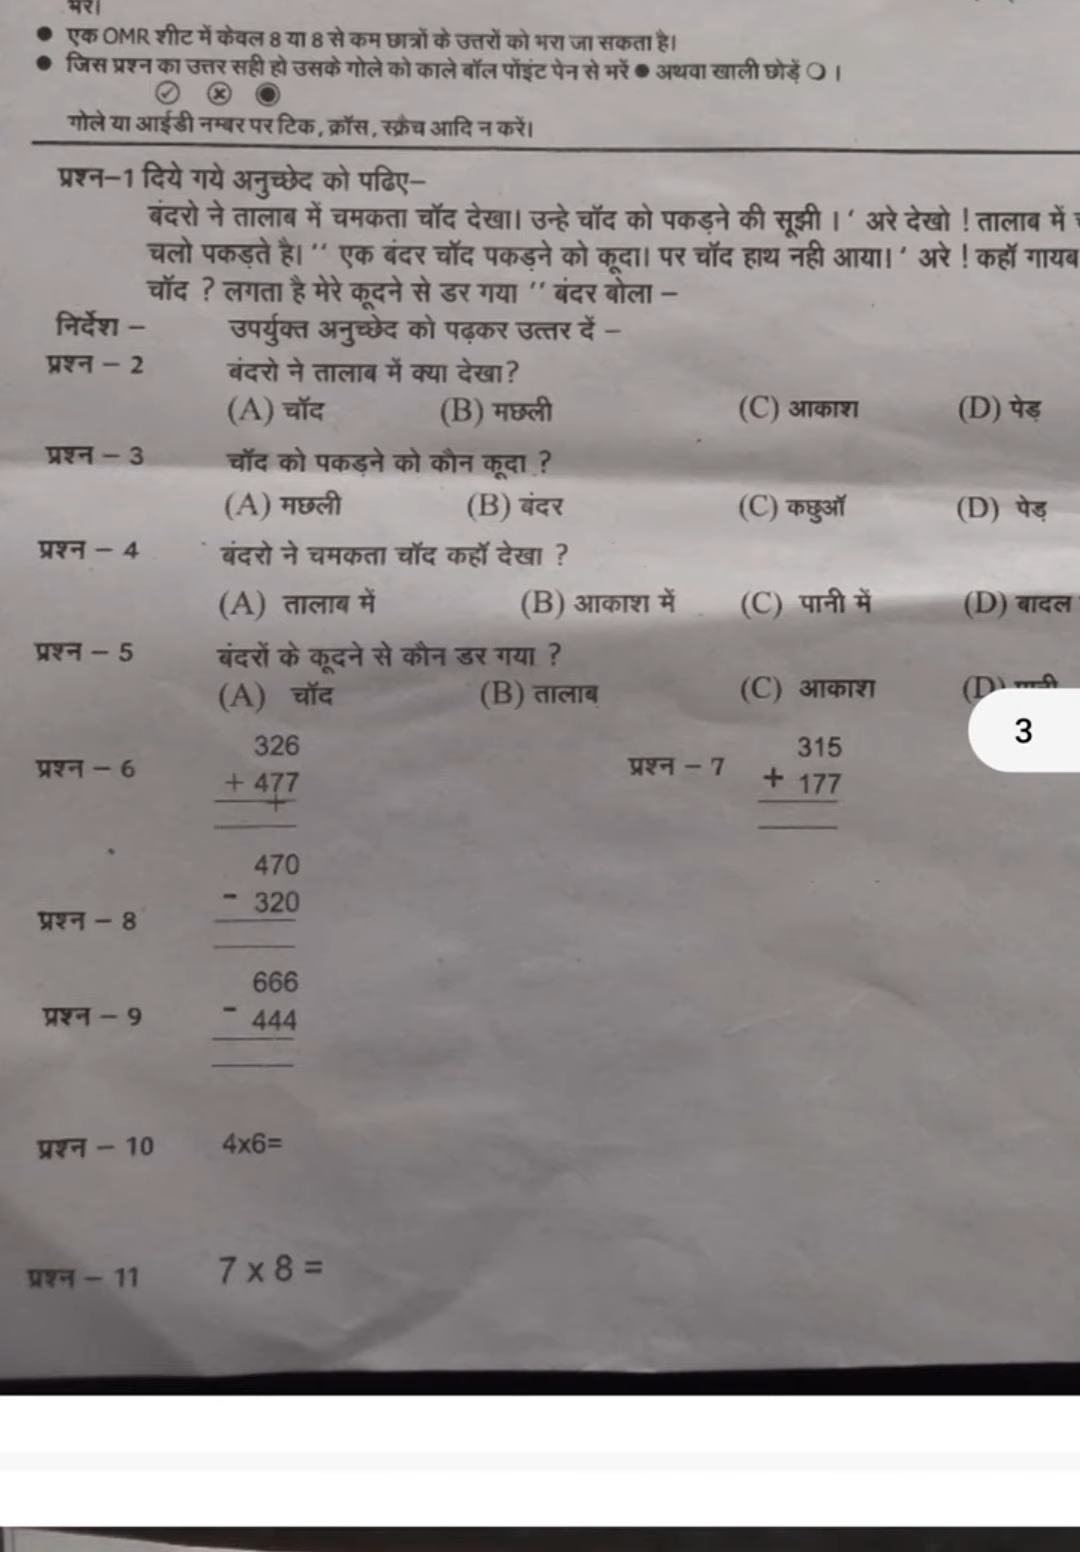 भरें।
● एक OMR शीट में केवल 8 या 8 से कम छात्रों के उत्तरों को भरा जा सकता है।
● जिस प्रश्न का उत्तर सही हो उसके गोले को काले बॉल पॉइंट पेन से भरें ● अथवा खाली छोड़ें ○ ।
गोले या आईडी नम्बर पर टिक, क्रॉस, स्क्रैच आदि न करें।
प्रश्न–1 दिये गये अनुच्छेद को पढिए–
बंदरो ने तालाब में चमकता चॉद देखा। उन्हे चॉद को पकड़ने की सूझी । ‘ अरे देखो ! तालाब में
चलो पकड़ते है। ‘‘ एक बंदर चॉद पकड़ने को कूदा। पर चॉद हाथ नही आया। ‘ अरे ! कहॉ गायब
चॉद ? लगता है मेरे कूदने से डर गया ‘‘ बंदर बोला –
निर्देश – उपर्युक्त अनुच्छेद को पढ़कर उत्तर दें –
प्रश्न – 2 बंदरो ने तालाब में क्या देखा?
(A) चॉद (B) मछली (C) आकाश (D) पेड़
प्रश्न – 3 चॉद को पकड़ने को कौन कूदा ?
(A) मछली (B) बंदर (C) कछुऑ (D) पेड़
प्रश्न – 4 बंदरो ने चमकता चॉद कहॉ देखा ?
(A) तालाब में (B) आकाश में (C) पानी में (D) बादल
प्रश्न – 5 बंदरों के कूदने से कौन डर गया ?
(A) चॉद (B) तालाब (C) आकाश (D)
3
326 315
प्रश्न – 6 + 477 प्रश्न – 7 + 177
+
470
- 320
प्रश्न – 8
666
प्रश्न – 9 - 444
प्रश्न – 10 4x6=
प्रश्न – 11 7 x 8 =